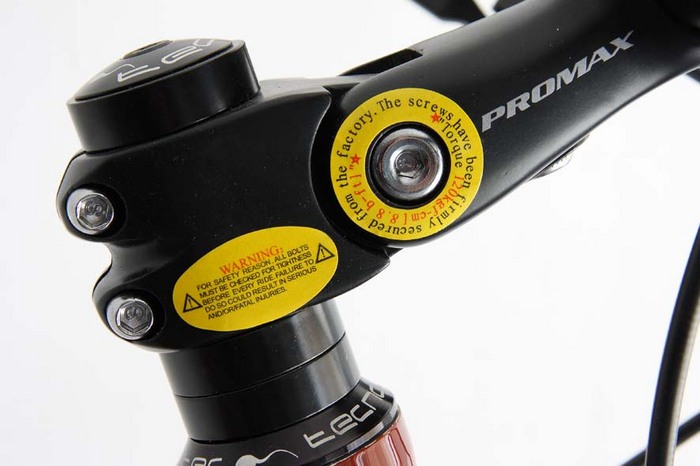 PROMAX
The screws have been firmly secured from the factory.
★"Torque 120kgf-cm/8.8 lb-ft"★
WARNING:
FOR SAFETY REASON, ALL BOLTS
MUST BE CHECKED FOR TIGHTNESS
BEFORE EVERY RIDE. FAILURE TO
DO SO COULD RESULT IN SERIOUS
AND/OR FATAL INJURIES.
tecno